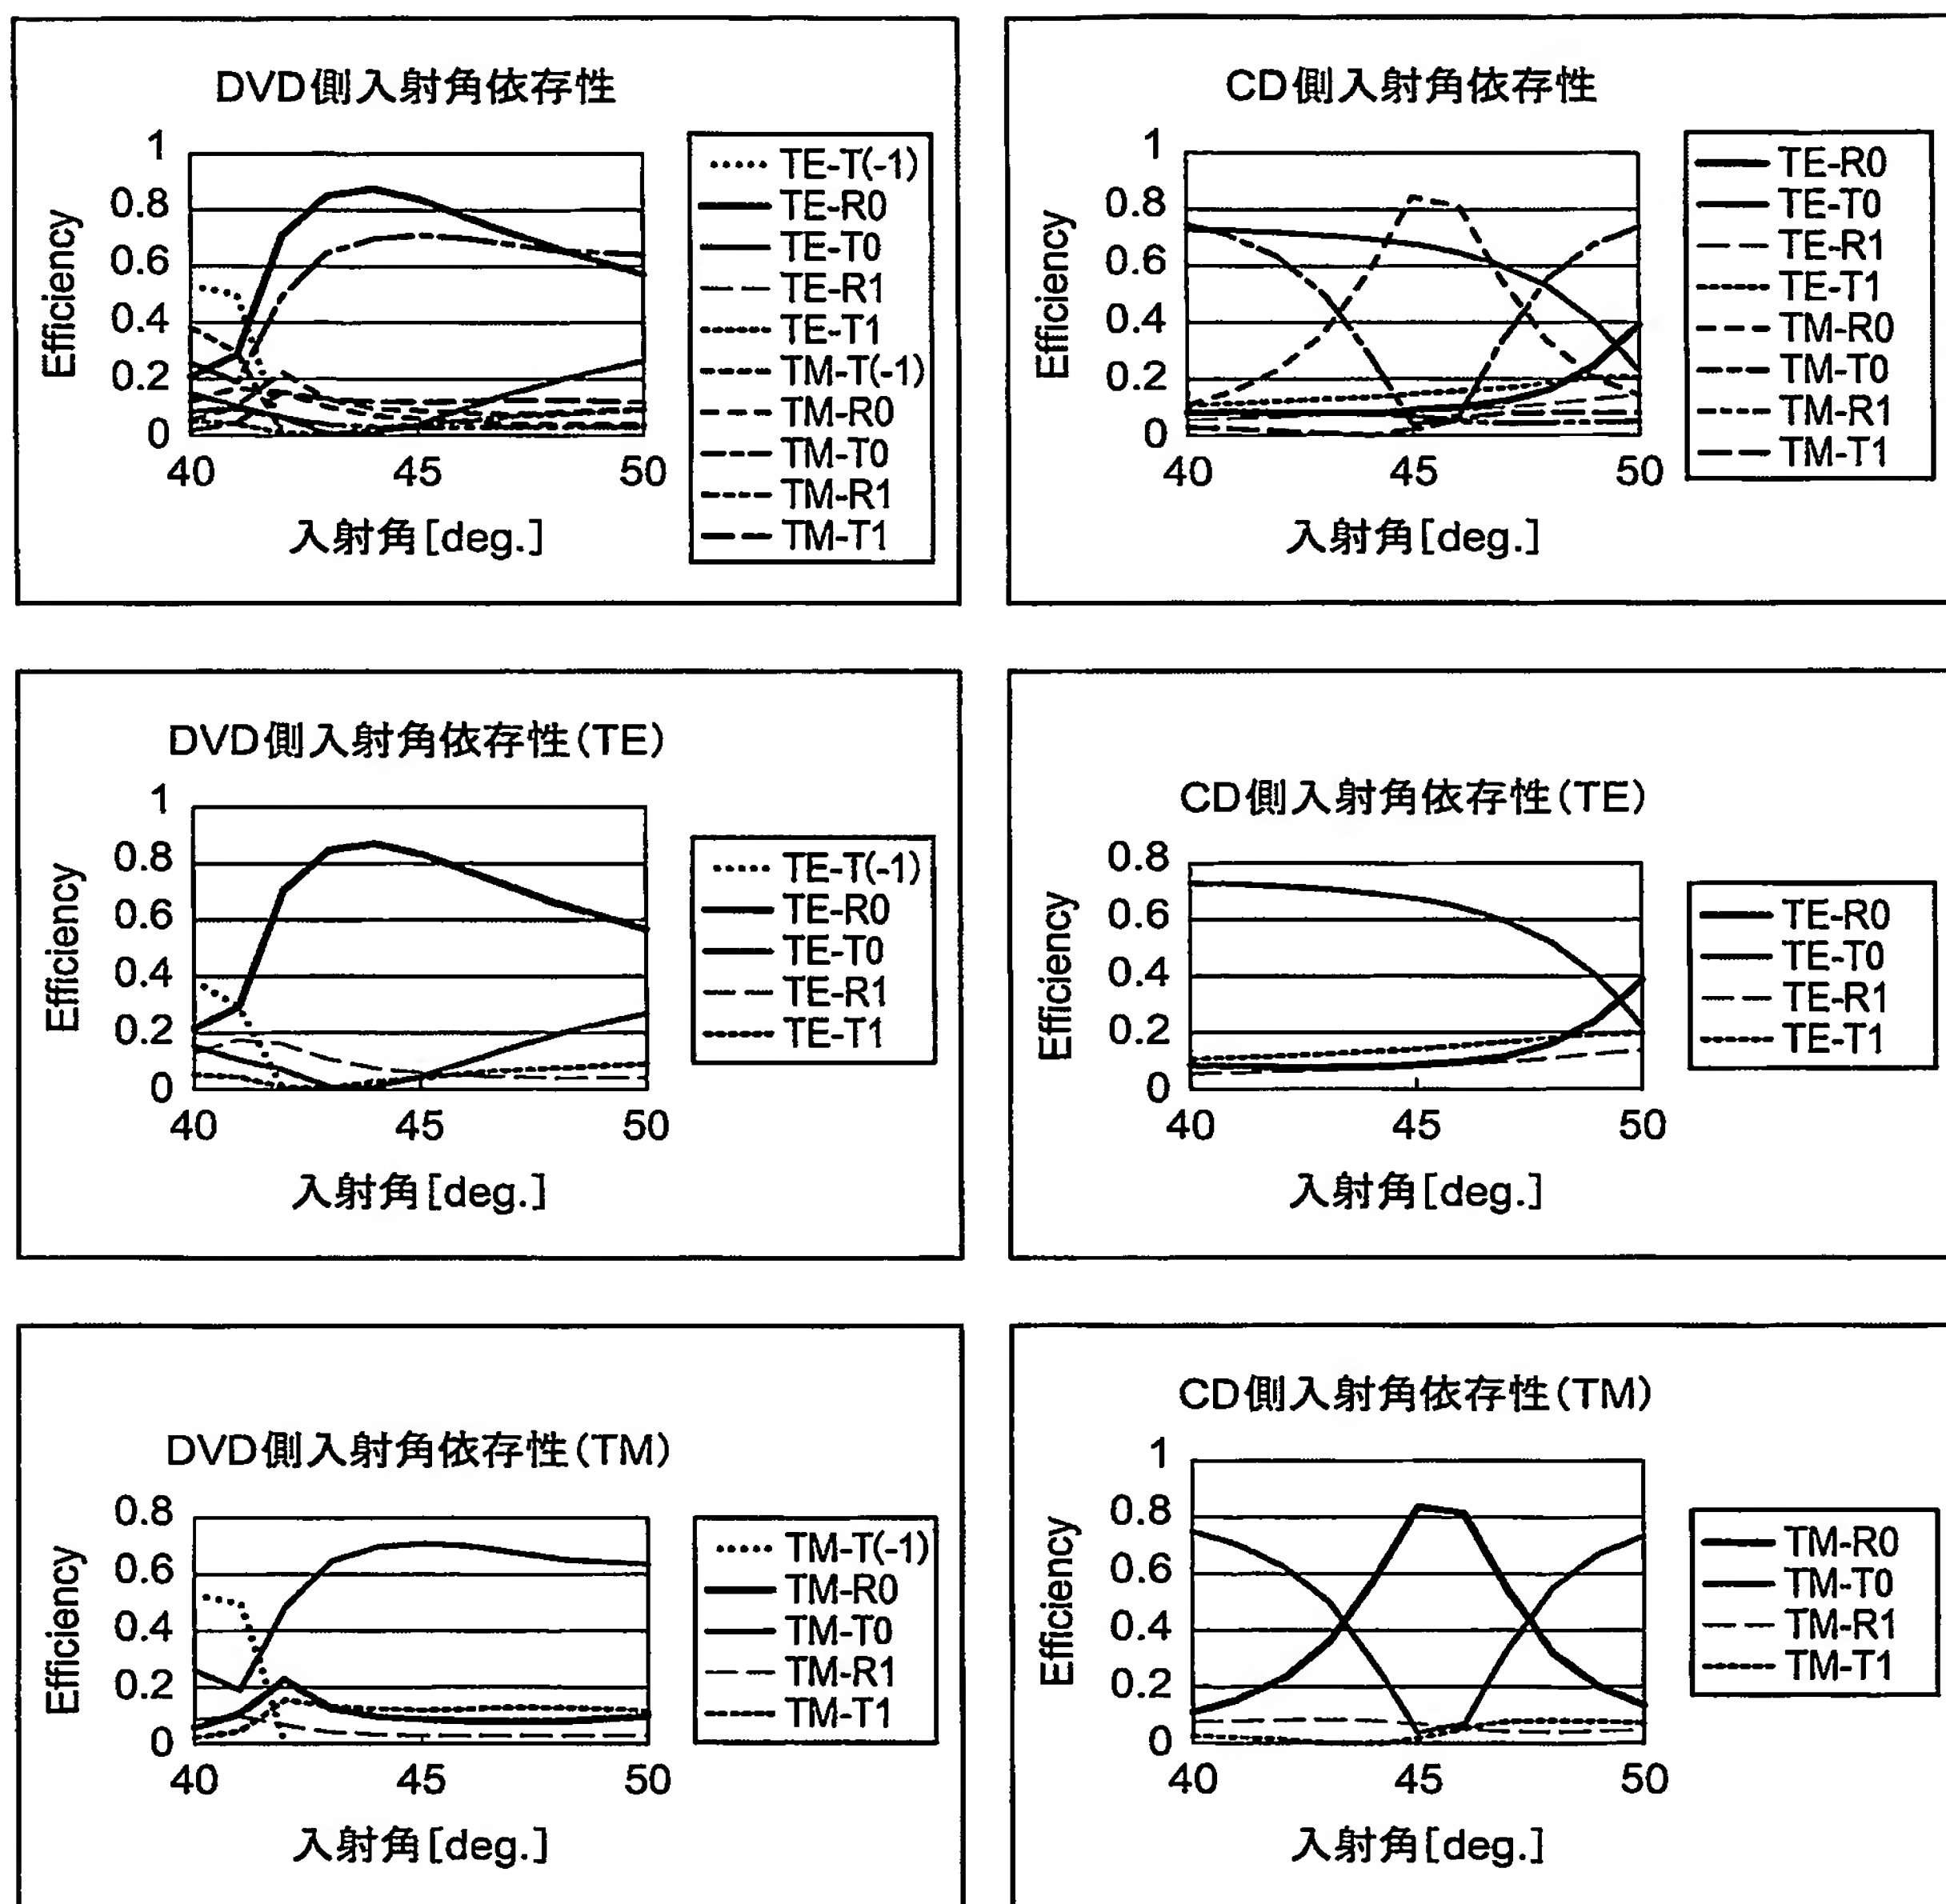 DVD側入射角依存性
Efficiency
1
0.8
0.6
0.4
0.2
0
40
45
50
入射角[deg.]
TE-T(-1)
TE-R0
TE-T0
TE-R1
TE-T1
TM-T(-1)
TM-R0
TM-T0
TM-R1
TM-T1
CD側入射角依存性
Efficiency
1
0.8
0.6
0.4
0.2
0
40
45
50
入射角[deg.]
TE-R0
TE-T0
TE-R1
TE-T1
TM-R0
TM-T0
TM-R1
TM-T1
DVD側入射角依存性(TE)
Efficiency
1
0.8
0.6
0.4
0.2
0
40
45
50
入射角[deg.]
TE-T(-1)
TE-R0
TE-T0
TE-R1
TE-T1
CD側入射角依存性(TE)
Efficiency
0.8
0.6
0.4
0.2
0
40
45
50
入射角[deg.]
TE-R0
TE-T0
TE-R1
TE-T1
DVD側入射角依存性(TM)
Efficiency
0.8
0.6
0.4
0.2
0
40
45
50
入射角[deg.]
TM-T(-1)
TM-R0
TM-T0
TM-R1
TM-T1
CD側入射角依存性(TM)
Efficiency
1
0.8
0.6
0.4
0.2
0
40
45
50
入射角[deg.]
TM-R0
TM-T0
TM-R1
TM-T1